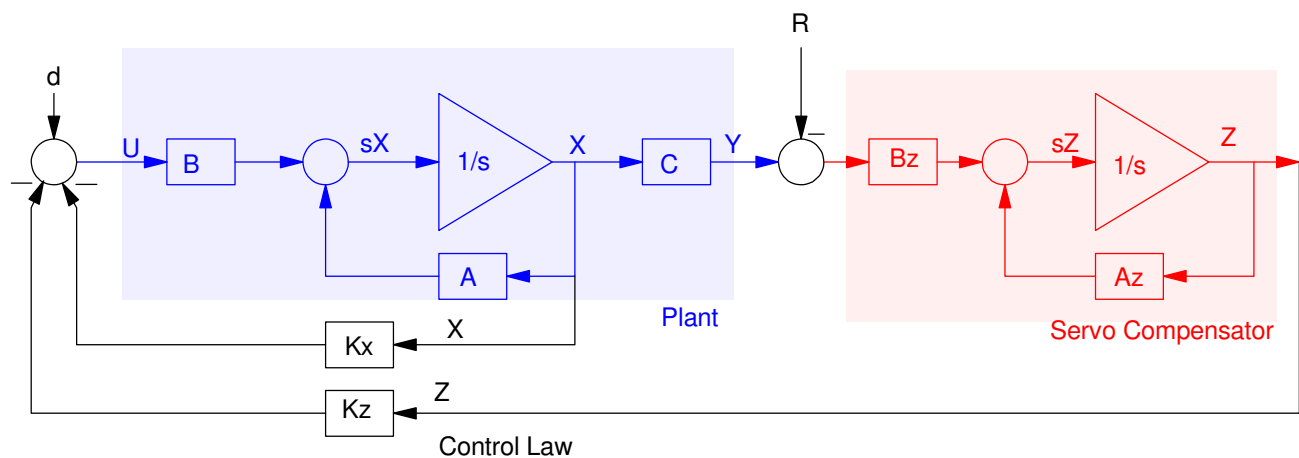 R
d
U
B
sX
1/s
X
C
Y
Bz
sZ
1/s
Z
A
Az
Plant
Servo Compensator
Kx
X
Kz
Z
Control Law